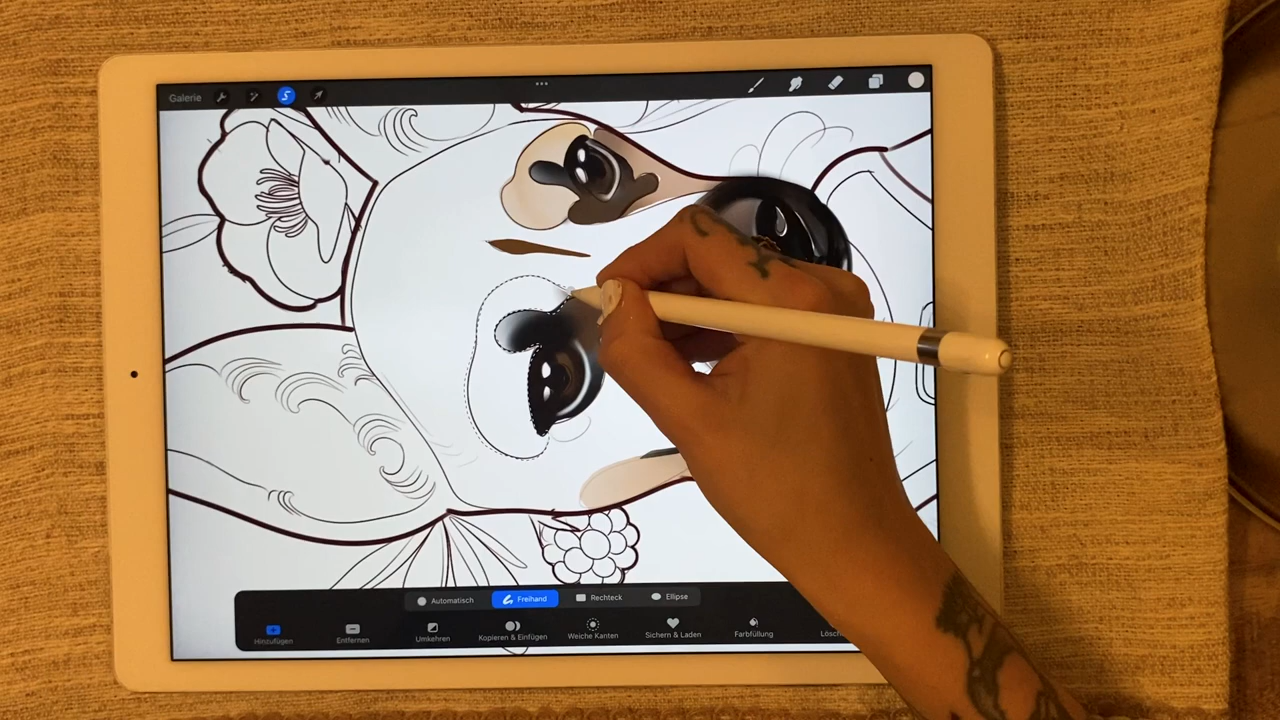 Galerie
Automatisch
Freihand
Rechteck
Ellipse
Hinzufügen
Entfernen
Umkehren
Kopieren & Einfügen
Weiche Kanten
Sichern & Laden
Farbfüllung